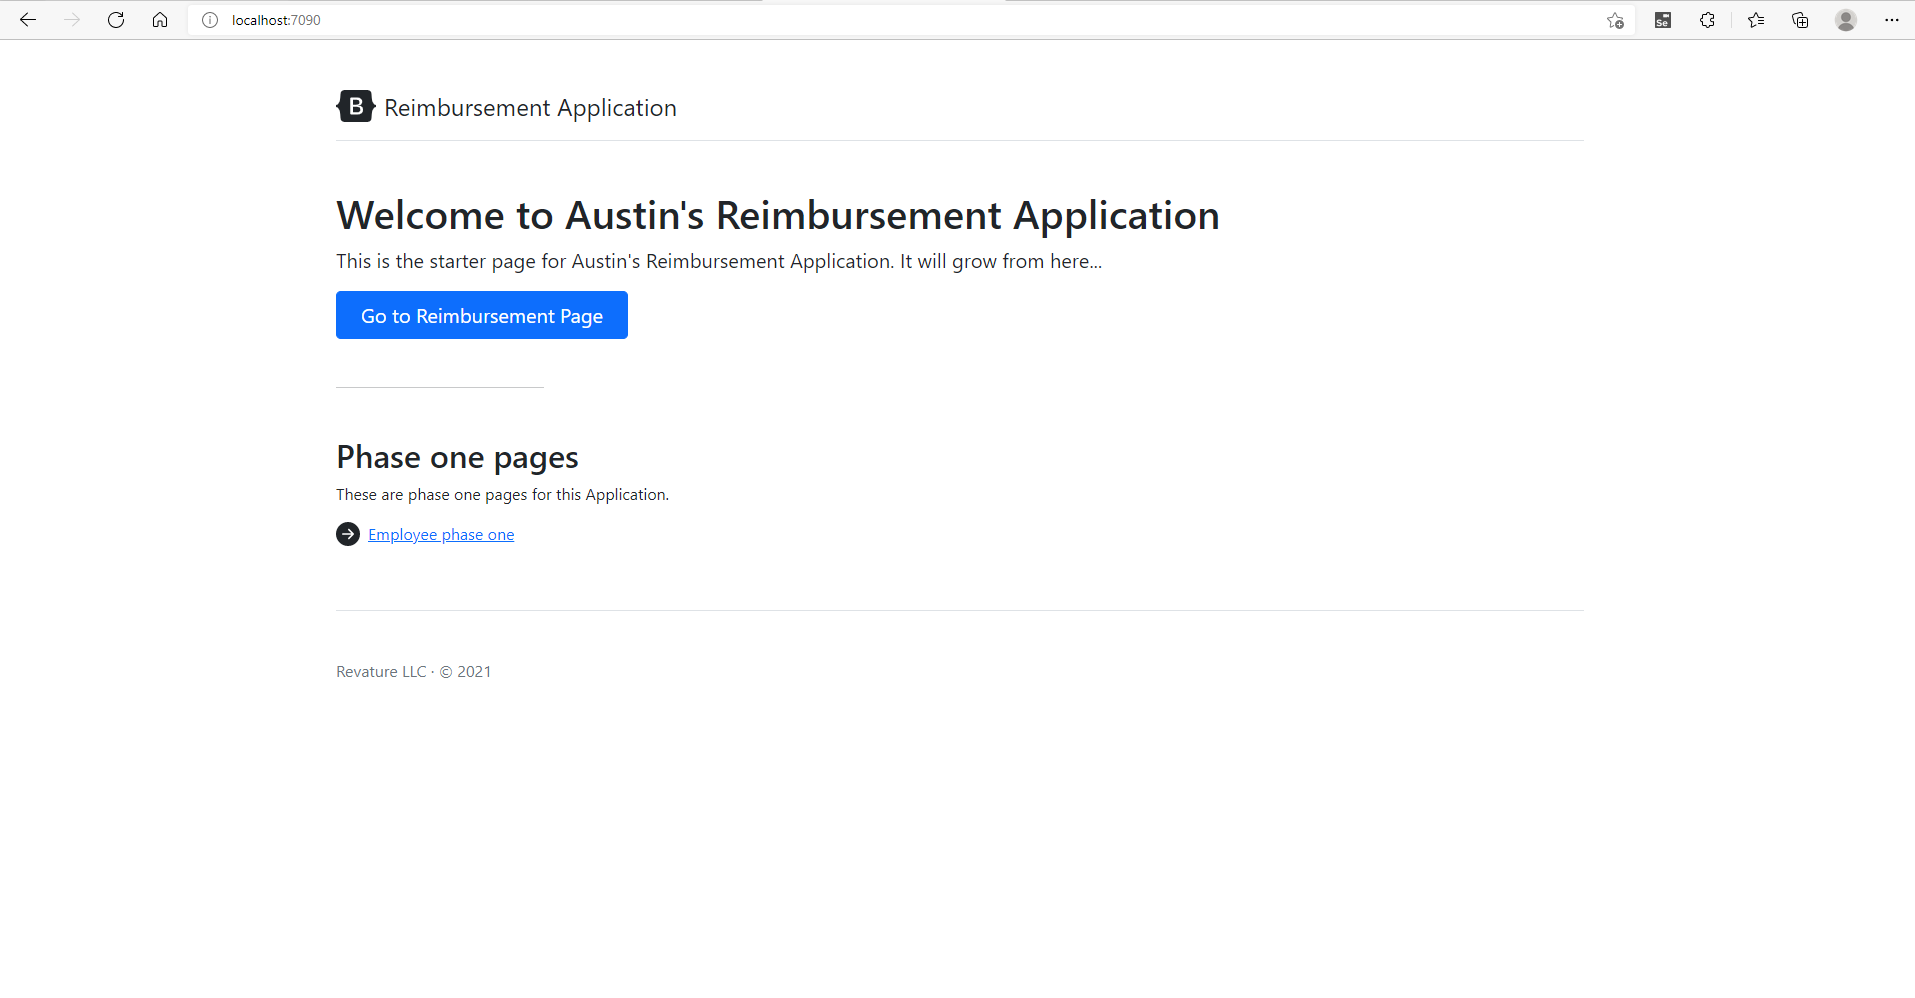 localhost:7090
Se
B Reimbursement Application
Welcome to Austin's Reimbursement Application
This is the starter page for Austin's Reimbursement Application. It will grow from here...
Go to Reimbursement Page
Phase one pages
These are phase one pages for this Application.
Employee phase one
Revature LLC · © 2021